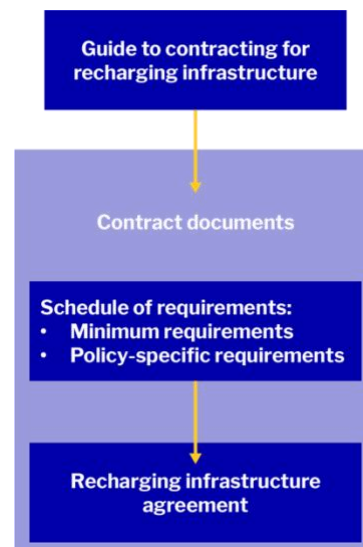 Guide to contracting for
recharging infrastructure
Contract documents
Schedule of requirements:
• Minimum requirements
• Policy-specific requirements
Recharging infrastructure
agreement